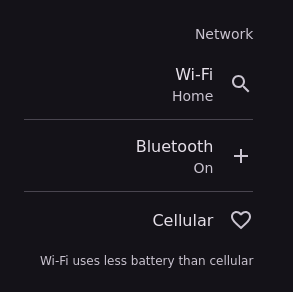 Network
Wi-Fi
Home
Bluetooth
On
Cellular
Wi-Fi uses less battery than cellular